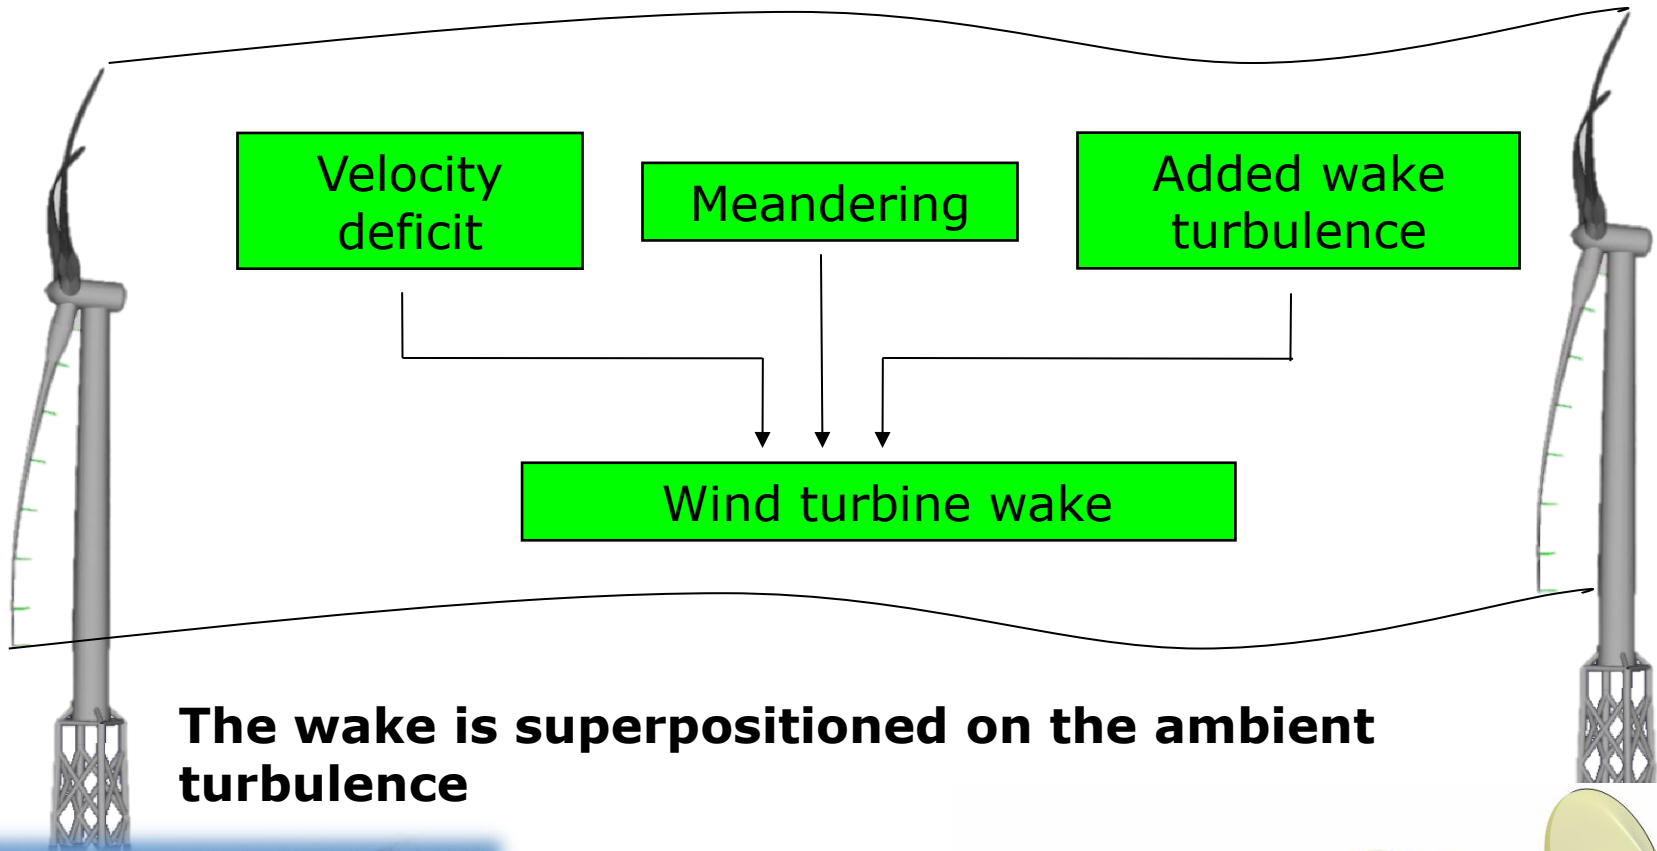 Velocity
deficit
Meandering
Added wake
turbulence
Wind turbine wake
The wake is superpositioned on the ambient
turbulence